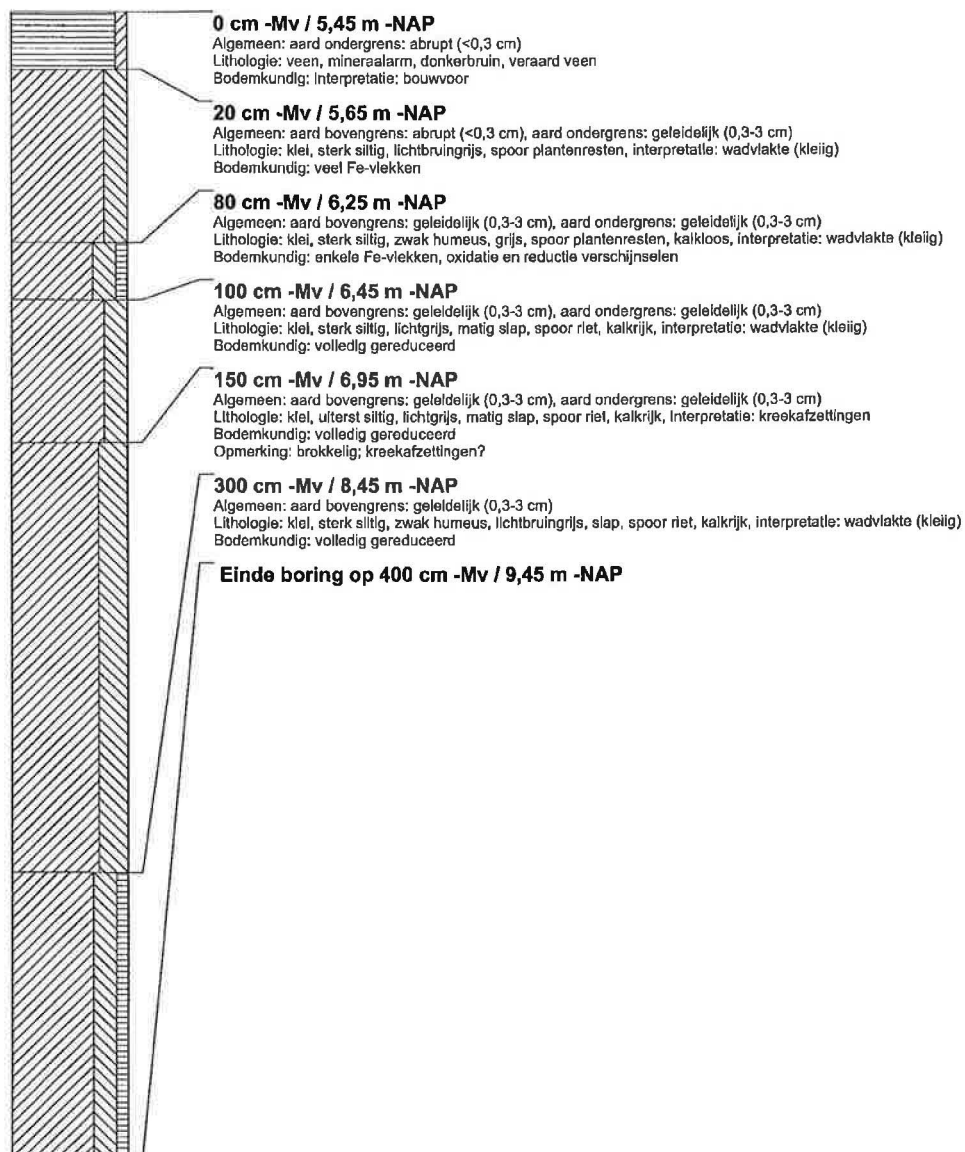 0 cm -Mv / 5,45 m -NAP
Algemeen: aard ondergrens: abrupt (<0,3 cm)
Lithologie: veen, mineraalarm, donkerbruin, veraard veen
Bodemkundig: interpretatie: bouwvoor
20 cm -Mv / 5,65 m -NAP
Algemeen: aard bovengrens: abrupt (<0,3 cm), aard ondergrens: geleidelijk (0,3-3 cm)
Lithologie: klei, sterk siltig, lichtbruingrijs, spoor plantenresten, interpretatie: wadvlakte (kleiig)
Bodemkundig: veel Fe-vlekken
80 cm -Mv / 6,25 m -NAP
Algemeen: aard bovengrens: geleidelijk (0,3-3 cm), aard ondergrens: geleidelijk (0,3-3 cm)
Lithologie: klei, sterk siltig, zwak humeus, grijs, spoor plantenresten, kalkloos, interpretatie: wadvlakte (kleiig)
Bodemkundig: enkele Fe-vlekken, oxidatie en reductie verschijnselen
100 cm -Mv / 6,45 m -NAP
Algemeen: aard bovengrens: geleidelijk (0,3-3 cm), aard ondergrens: geleidelijk (0,3-3 cm)
Lithologie: klei, sterk siltig, lichtgrijs, matig slap, spoor riet, kalkrijk, interpretatie: wadvlakte (kleiig)
Bodemkundig: volledig gereduceerd
150 cm -Mv / 6,95 m -NAP
Algemeen: aard bovengrens: geleidelijk (0,3-3 cm), aard ondergrens: geleidelijk (0,3-3 cm)
Lithologie: klei, uiterst siltig, lichtgrijs, matig slap, spoor riet, kalkrijk, interpretatie: kreekafzettingen
Bodemkundig: volledig gereduceerd
Opmerking: brokkelig; kreekafzettingen?
300 cm -Mv / 8,45 m -NAP
Algemeen: aard bovengrens: geleidelijk (0,3-3 cm)
Lithologie: klei, sterk siltig, zwak humeus, lichtbruingrijs, slap, spoor riet, kalkrijk, interpretatie: wadvlakte (kleiig)
Bodemkundig: volledig gereduceerd
Einde boring op 400 cm -Mv / 9,45 m -NAP